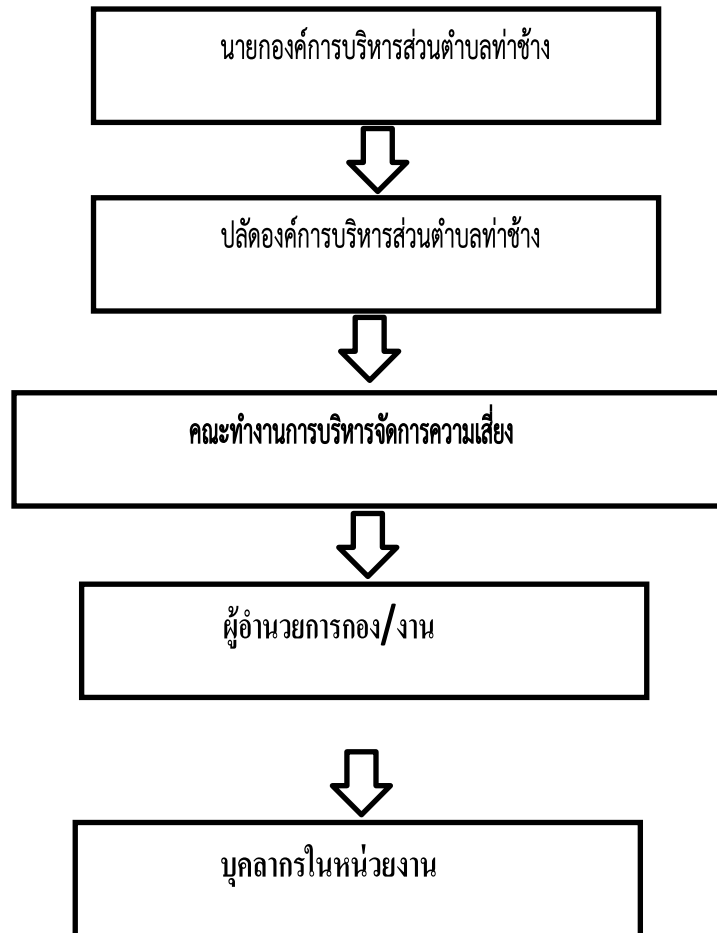 นายกองค์การบริหารส่วนตำบลท่าช้าง
ปลัดองค์การบริหารส่วนตำบลท่าช้าง
คณะทำงานการบริหารจัดการความเสี่ยง
ผู้อำนวยการกอง/งาน
บุคลากรในหน่วยงาน